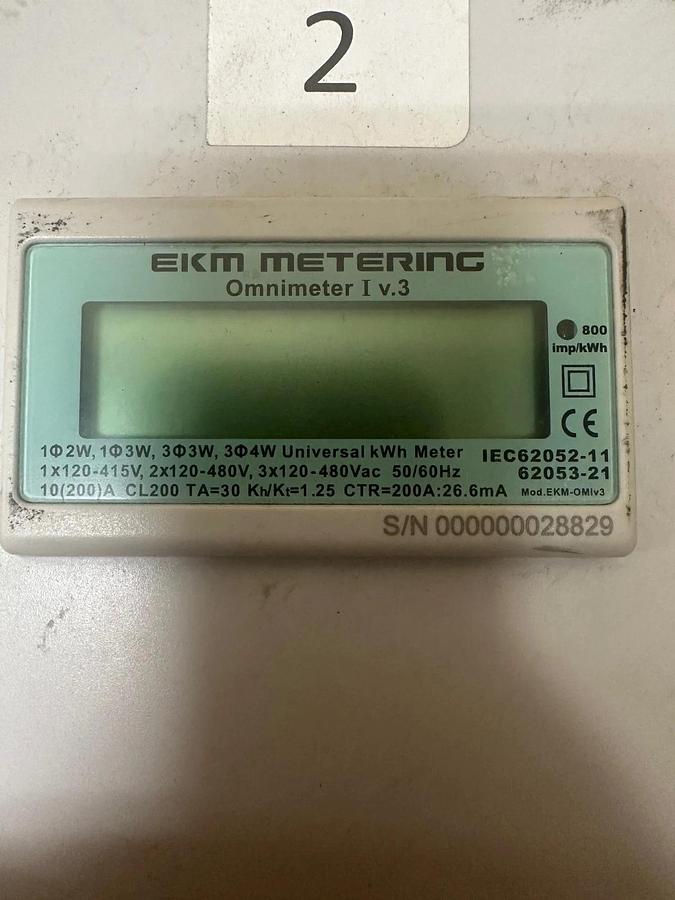 2
EKM METERING
Omnimeter I v.3
800
imp/kWh
CE
1Φ2W, 1Φ3W, 3Φ3W, 3Φ4W Universal kWh Meter
IEC62052-11
1x120-415V, 2x120-480V, 3x120-480Vac 50/60Hz
62053-21
10(200)A CL200 TA=30 Kh/Kt=1.25 CTR=200A:26.6mA
Mod.EKM-OMIv3
S/N 000000028829